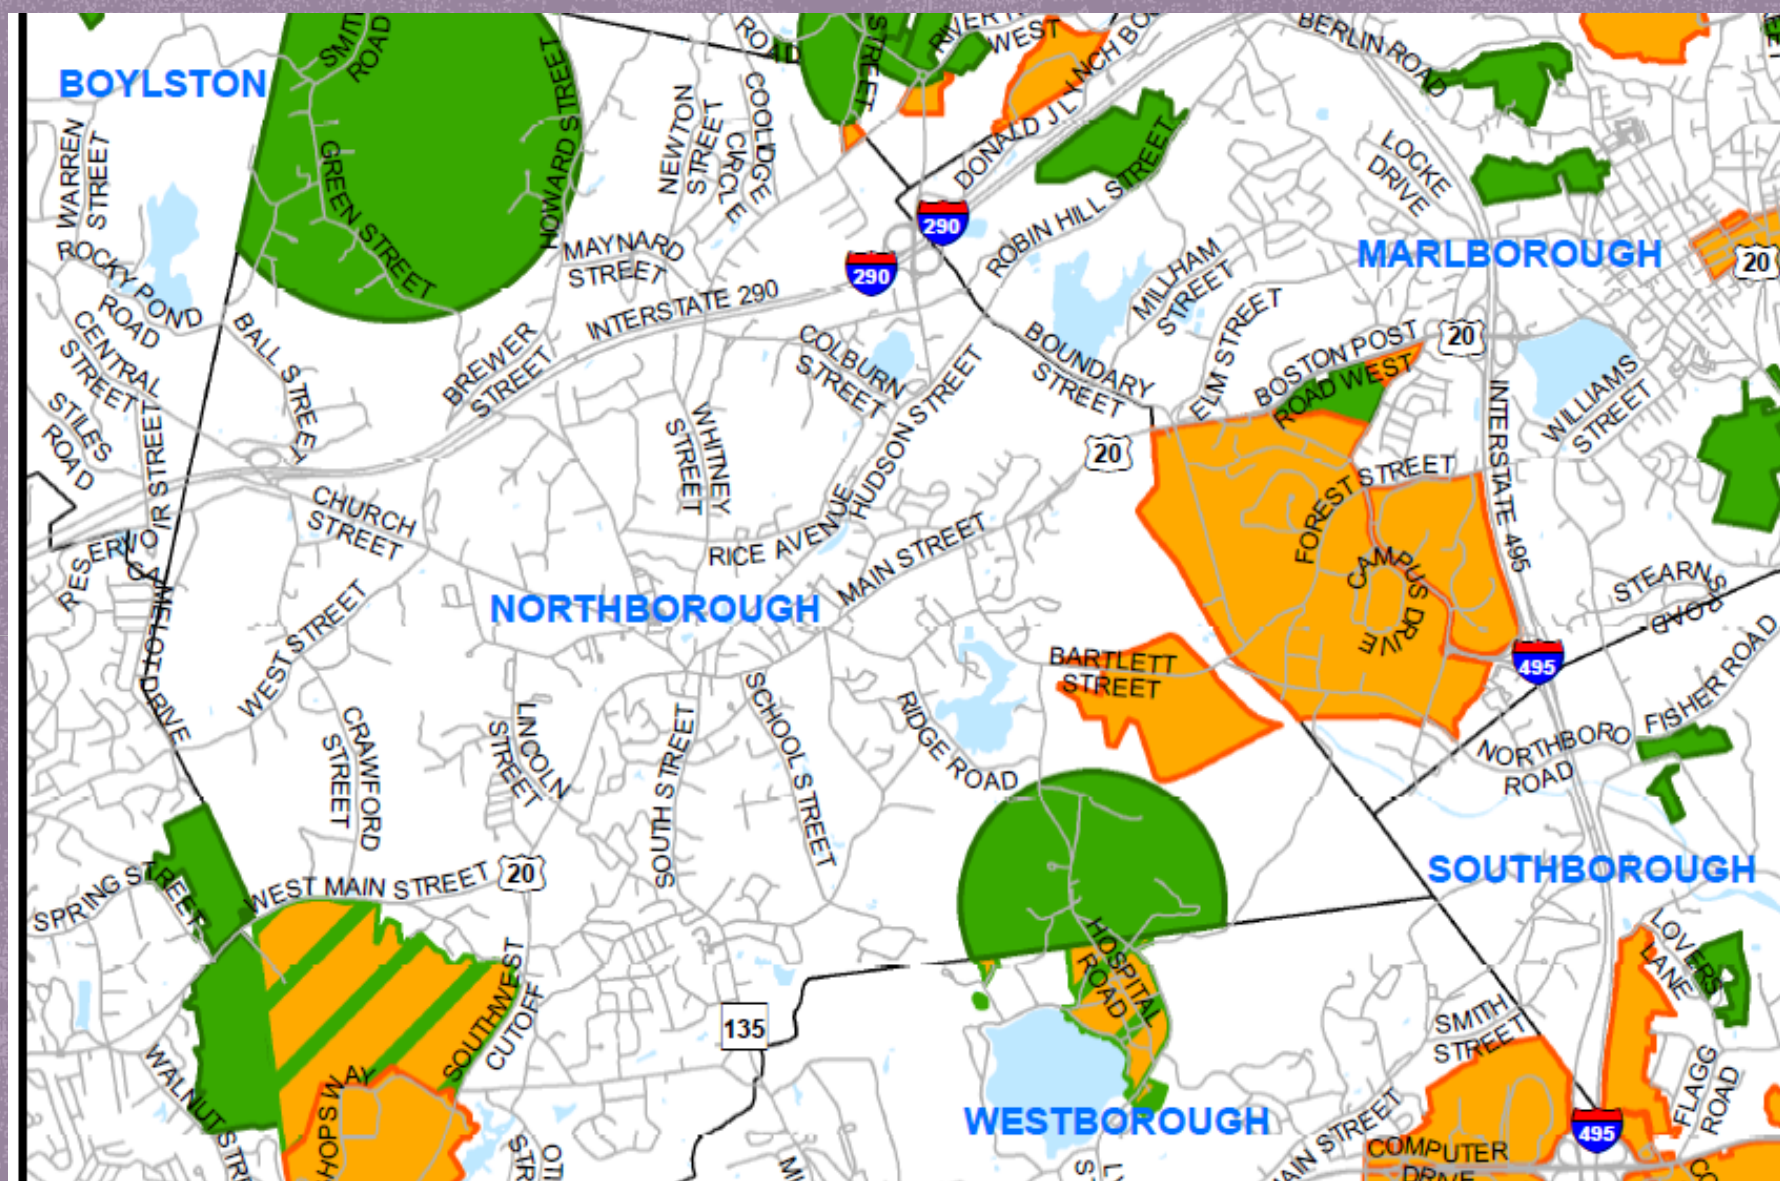 SMITH
ROAD
ROAD
STREET
WEST
BERLIN ROAD
BOYLSTON
HOWARD STREET
COOLIDGE
CIRCLE
NEWTON
STREET
DONALD J LYNCH
WARREN
STREET
GREEN STREET
LOCKE
DRIVE
290
ROBIN HILL STREET
MAYNARD
STREET
290
MARLBOROUGH
20
ROCKY POND
ROAD
INTERSTATE 290
MILLHAM
STREET
CENTRAL
STREET
BALL STREET
BREWER
STREET
COLBURN
STREET
BOUNDARY
STREET
ELM STREET
BOSTON POST
ROAD WEST
20
STILES
ROAD
WHITNEY
STREET
HUDSON STREET
20
INTERSTATE 495
WILLIAMS
STREET
CHURCH
STREET
RESERVOIR STREET
RICE AVENUE
MAIN STREET
FOREST STREET
CAMPUS DRIVE
STEARNS
ROAD
DRIVE
WEST STREET
NORTHBOROUGH
BARTLETT
STREET
495
FISHER ROAD
CRAWFORD
STREET
LINCOLN
STREET
SOUTH STREET
SCHOOL STREET
RIDGE ROAD
NORTHBORO
ROAD
SPRING STREET
WEST MAIN STREET
20
SOUTHBOROUGH
HOSPITAL
ROAD
LOVERS
LANE
SOUTHWEST
CUTOFF
135
SMITH
STREET
WALNUT
HOPS WAY
WESTBOROUGH
FLAGG
ROAD
495
COMPUTER
DRIVE